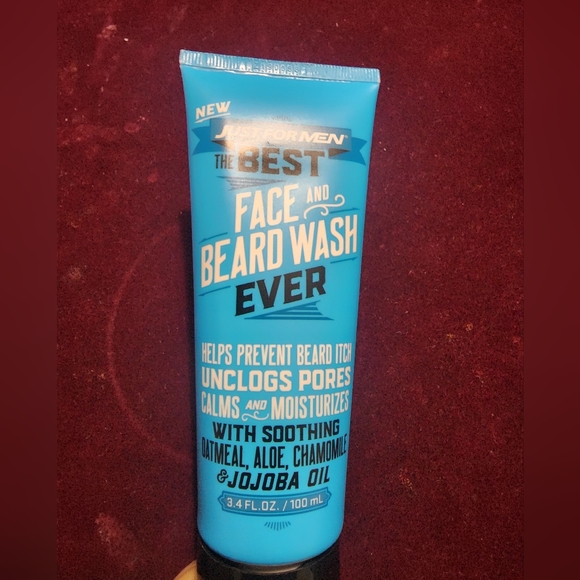 NEW
JUST FOR MEN
THE BEST
FACE AND
BEARD WASH
EVER
HELPS PREVENT BEARD ITCH
UNCLOGS PORES
CALMS AND MOISTURIZES
WITH SOOTHING
OATMEAL, ALOE, CHAMOMILE
& JOJOBA OIL
3.4 FL.OZ. / 100 mL